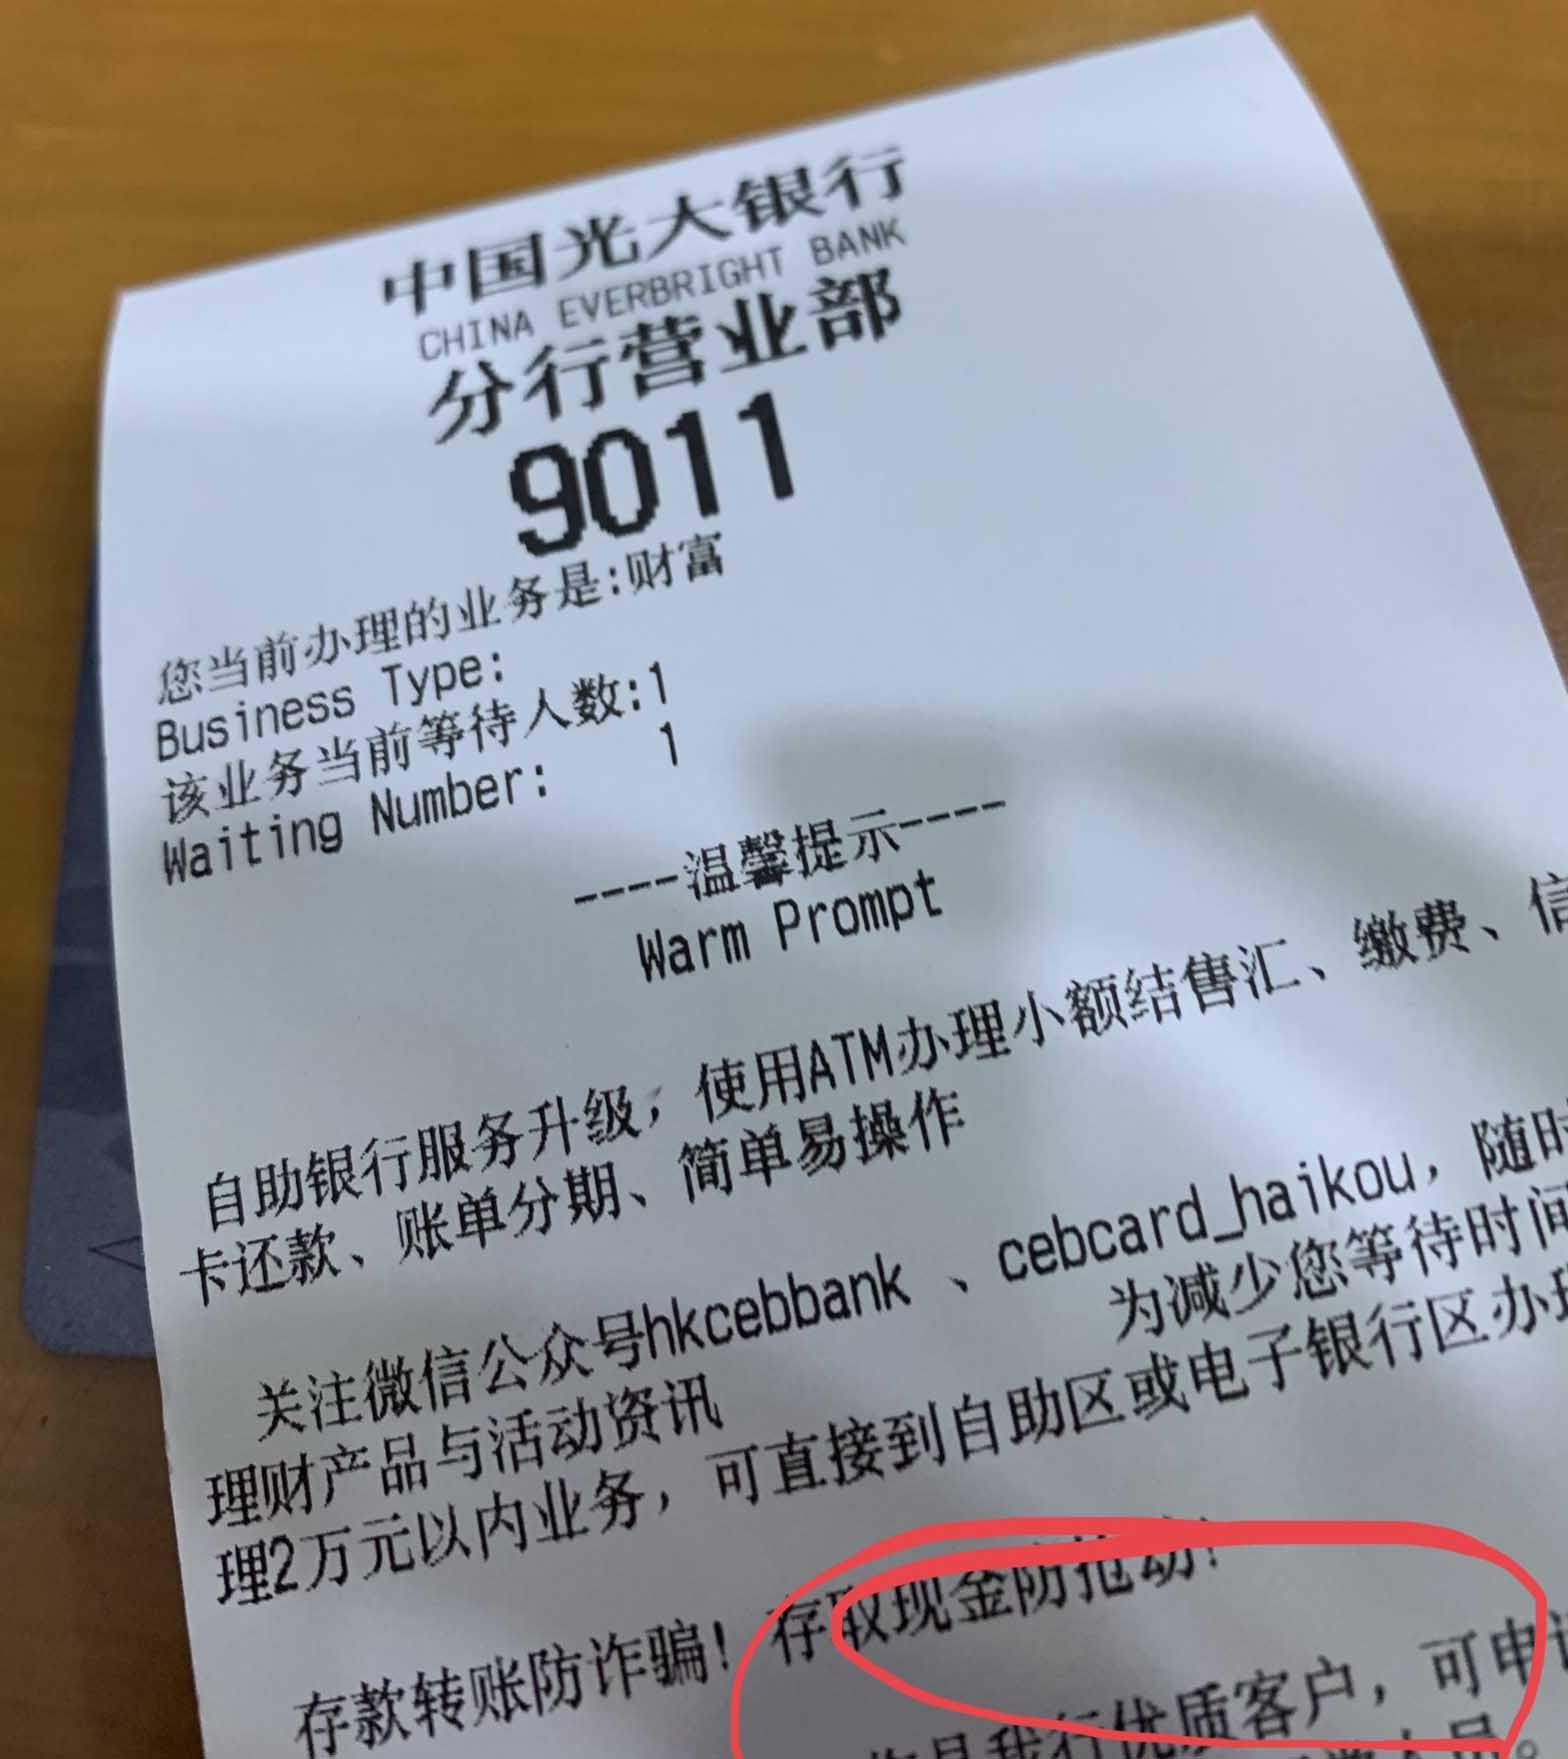 中国光大银行
CHINA EVERBRIGHT BANK
分行营业部
9011
您当前办理的业务是:财富
Business Type:
该业务当前等待人数:1
Waiting Number: 1
----温馨提示----
Warm Prompt
自助银行服务升级，使用ATM办理小额结售汇、缴费、信
卡还款、账单分期、简单易操作
关注微信公众号hkcebbank 、cebcard_haikou，随时
理财产品与活动资讯 为减少您等待时间
理2万元以内业务，可直接到自助区或电子银行区办理
存款转账防诈骗！存取现金防抢劫！
您是我行优质客户，可申